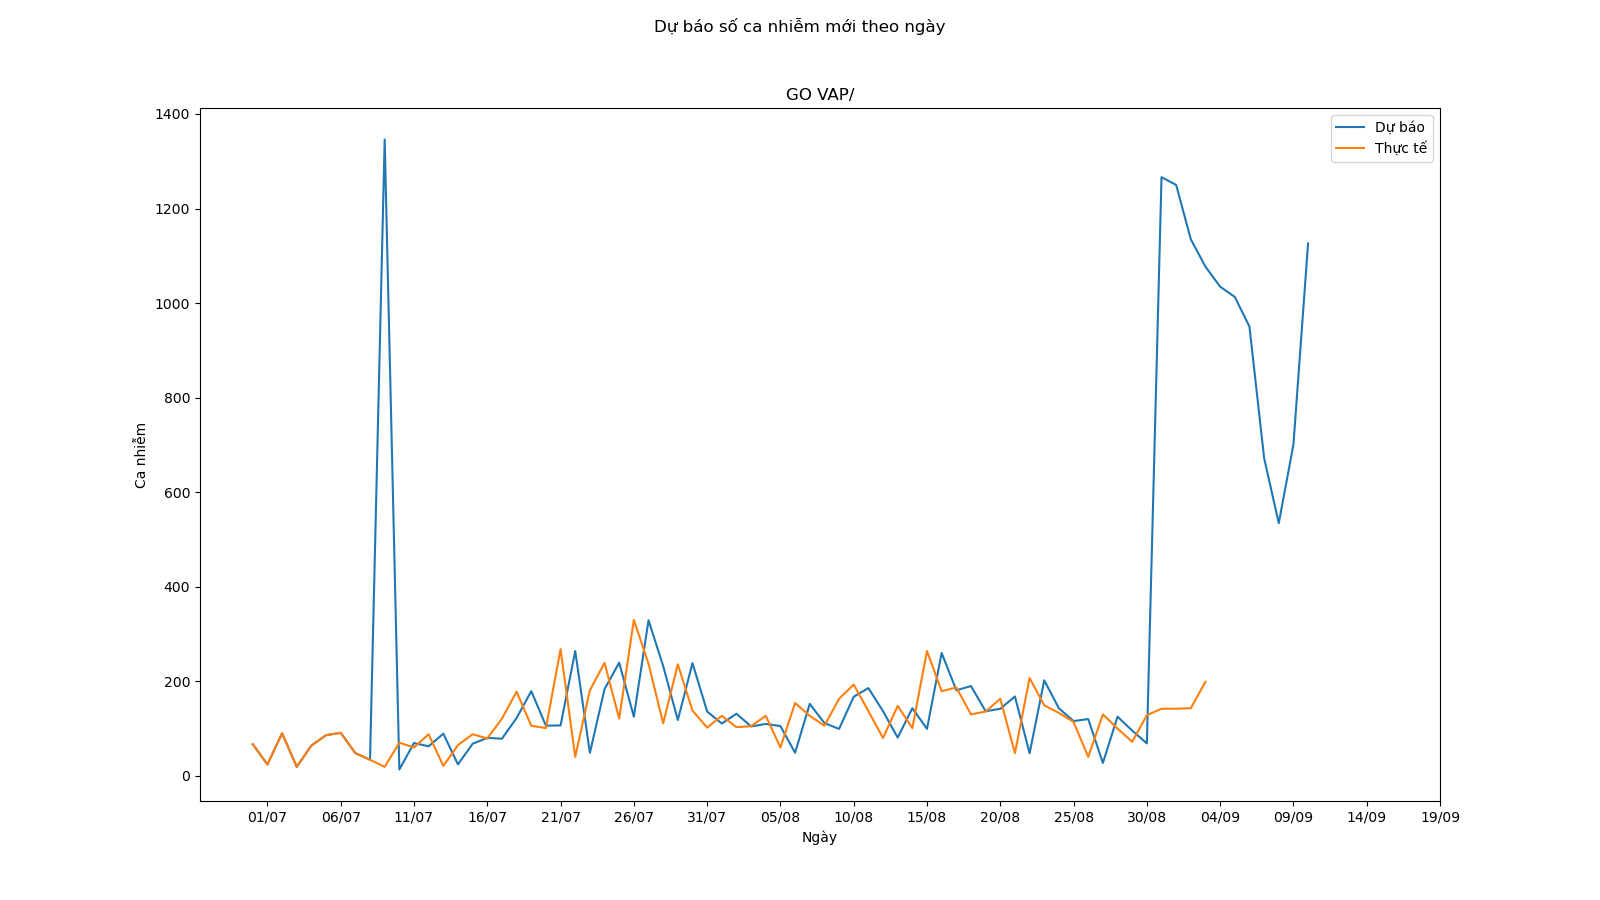 Dự báo số ca nhiễm mới theo ngày
GO VAP/
1400
1200
1000
800
600
400
200
0
Ca nhiễm
Dự báo
Thực tế
01/07 06/07 11/07 16/07 21/07 26/07 31/07 05/08 10/08 15/08 20/08 25/08 30/08 04/09 09/09 14/09 19/09
Ngày